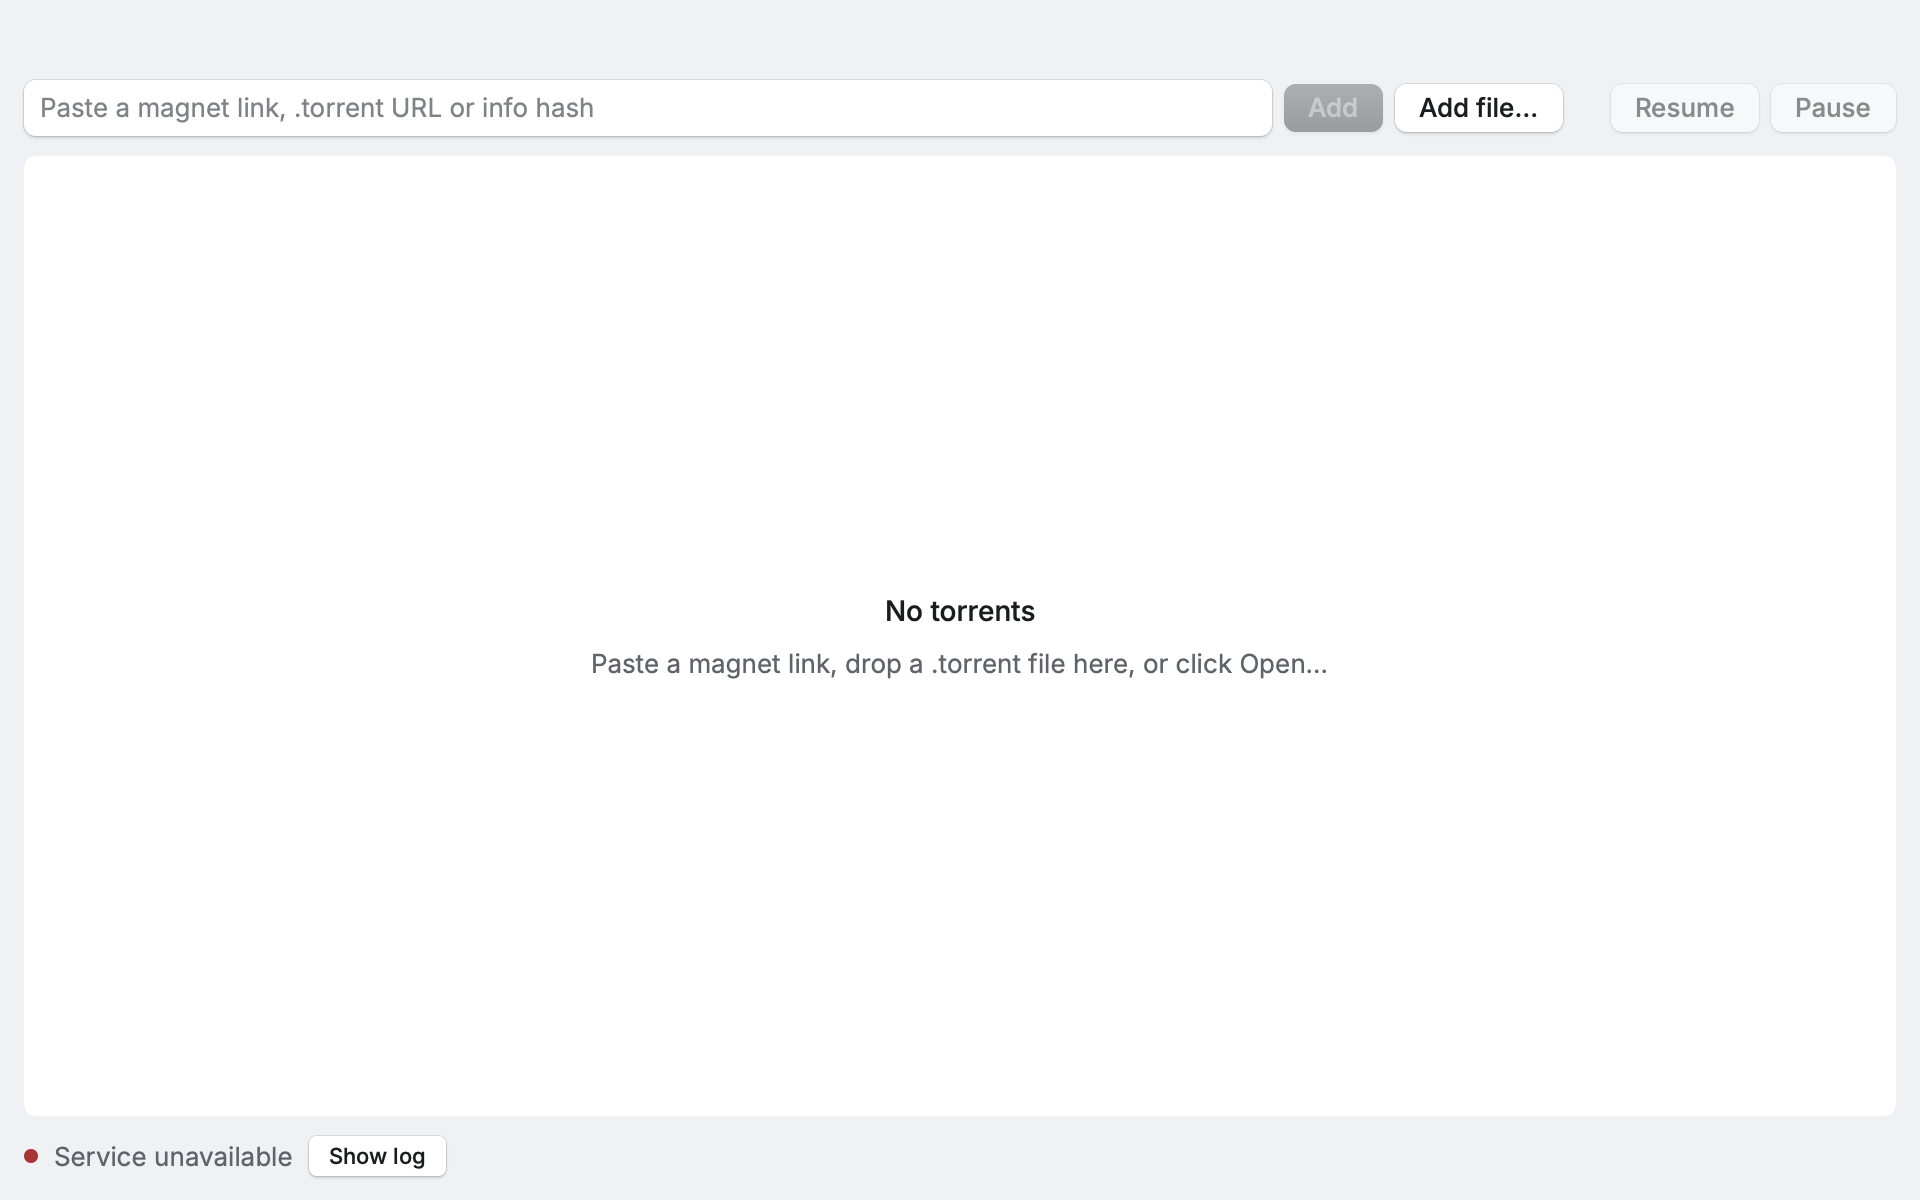 Paste a magnet link, .torrent URL or info hash
Add
Add file...
Resume
Pause
No torrents
Paste a magnet link, drop a .torrent file here, or click Open...
Service unavailable
Show log